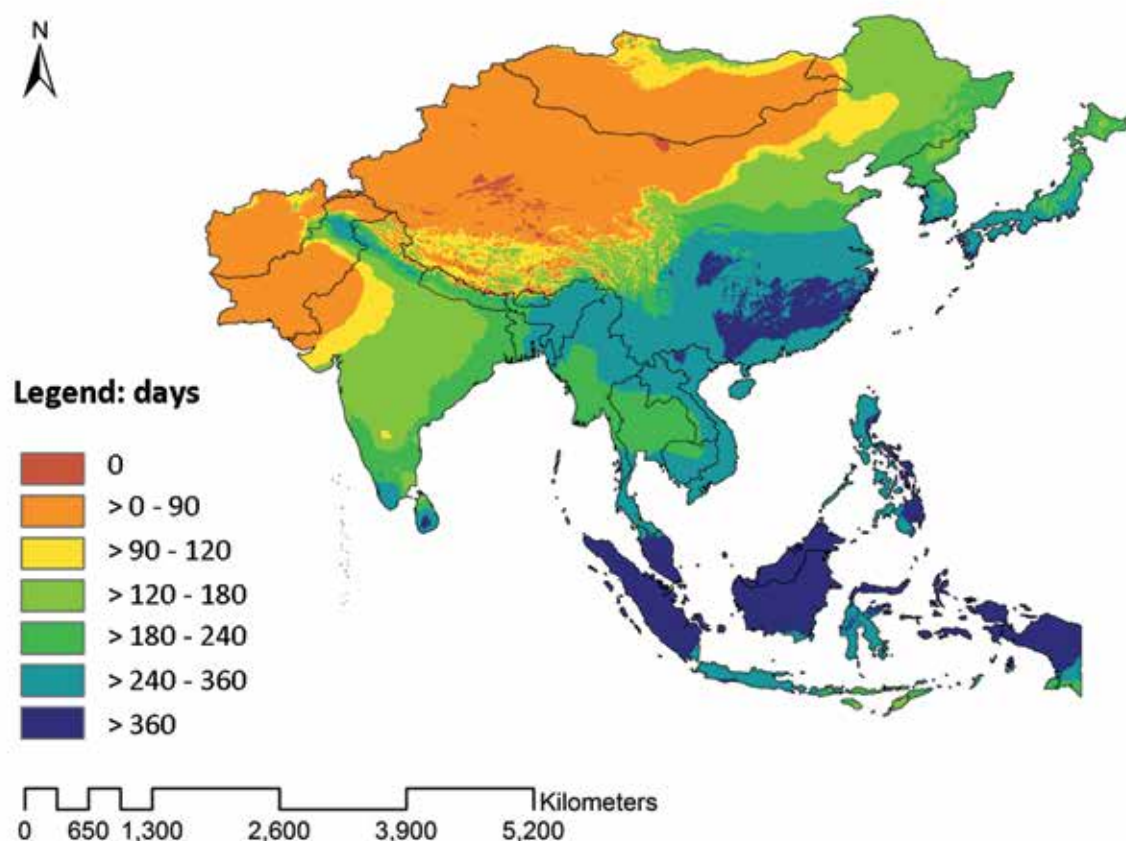 N
Legend: days
0
> 0 - 90
> 90 - 120
> 120 - 180
> 180 - 240
> 240 - 360
> 360
Kilometers
0 650 1,300 2,600 3,900 5,200